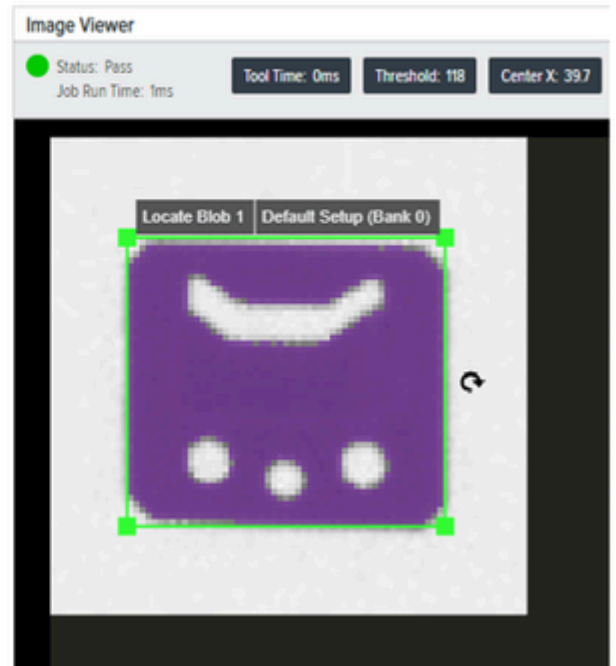 Image Viewer
Status: Pass
Job Run Time: 1ms
Tool Time: 0ms
Threshold: 118
Center X: 39.7
Locate Blob 1
Default Setup (Bank 0)